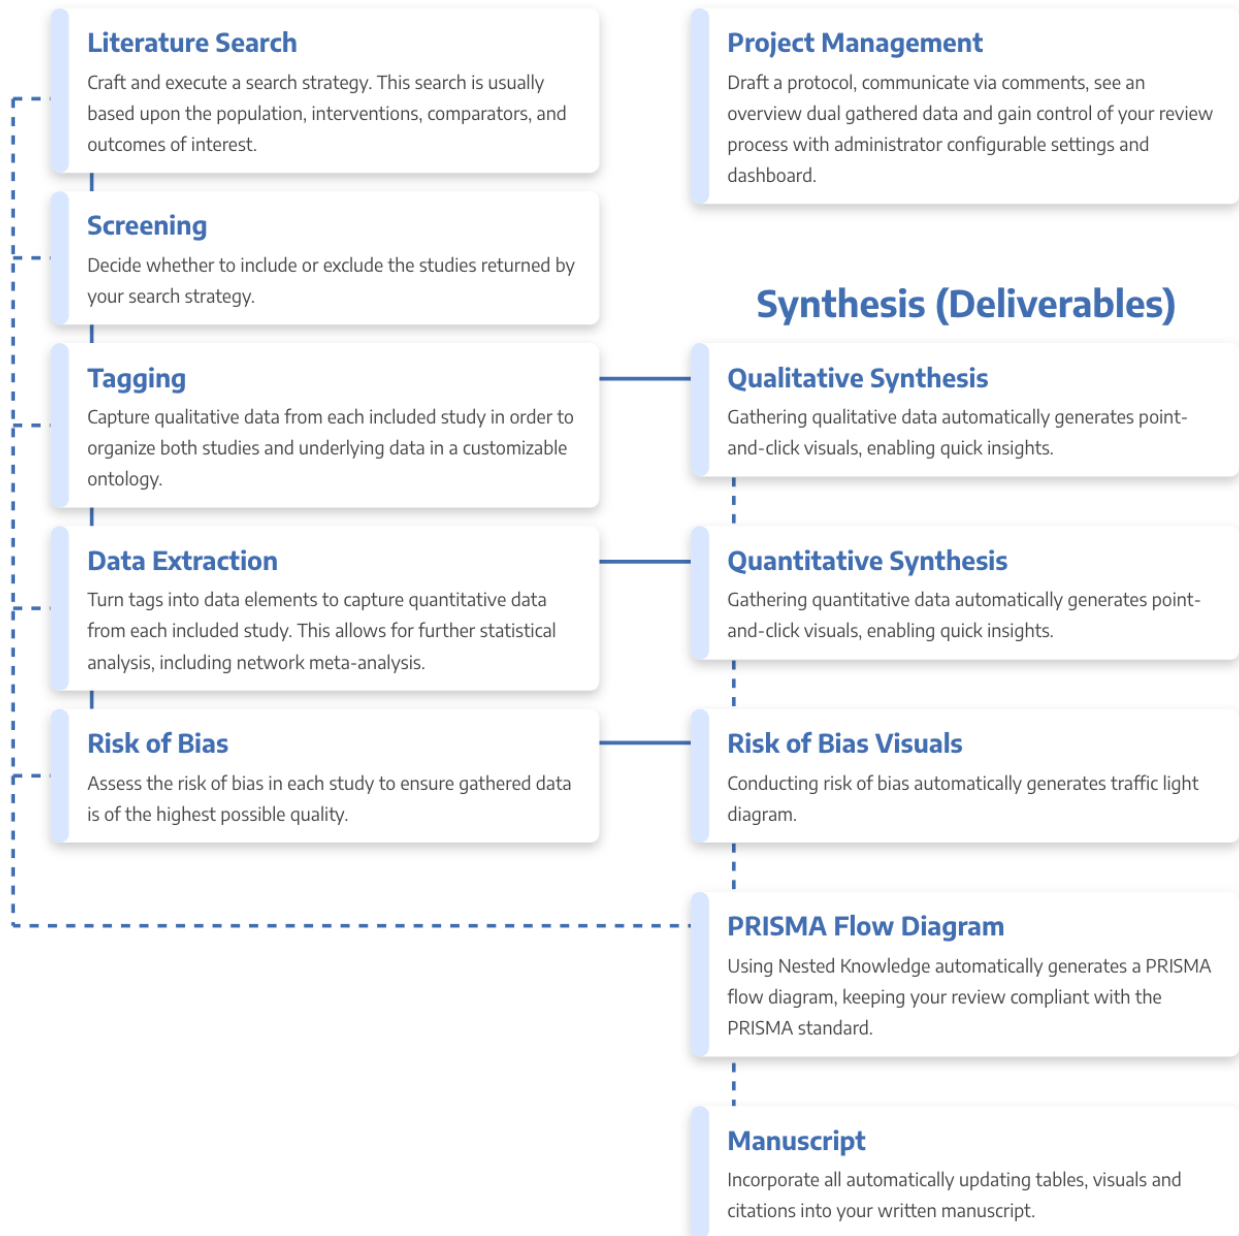 Literature Search
Craft and execute a search strategy. This search is usually
based upon the population, interventions, comparators, and
outcomes of interest.
Screening
Decide whether to include or exclude the studies returned by
your search strategy.
Tagging
Capture qualitative data from each included study in order to
organize both studies and underlying data in a customizable
ontology.
Data Extraction
Turn tags into data elements to capture quantitative data
from each included study. This allows for further statistical
analysis, including network meta-analysis.
Risk of Bias
Assess the risk of bias in each study to ensure gathered data
is of the highest possible quality.
Project Management
Draft a protocol, communicate via comments, see an
overview dual gathered data and gain control of your review
process with administrator configurable settings and
dashboard.
Synthesis (Deliverables)
Qualitative Synthesis
Gathering qualitative data automatically generates point-
and-click visuals, enabling quick insights.
Quantitative Synthesis
Gathering quantitative data automatically generates point-
and-click visuals, enabling quick insights.
Risk of Bias Visuals
Conducting risk of bias automatically generates traffic light
diagram.
PRISMA Flow Diagram
Using Nested Knowledge automatically generates a PRISMA
flow diagram, keeping your review compliant with the
PRISMA standard.
Manuscript
Incorporate all automatically updating tables, visuals and
citations into your written manuscript.